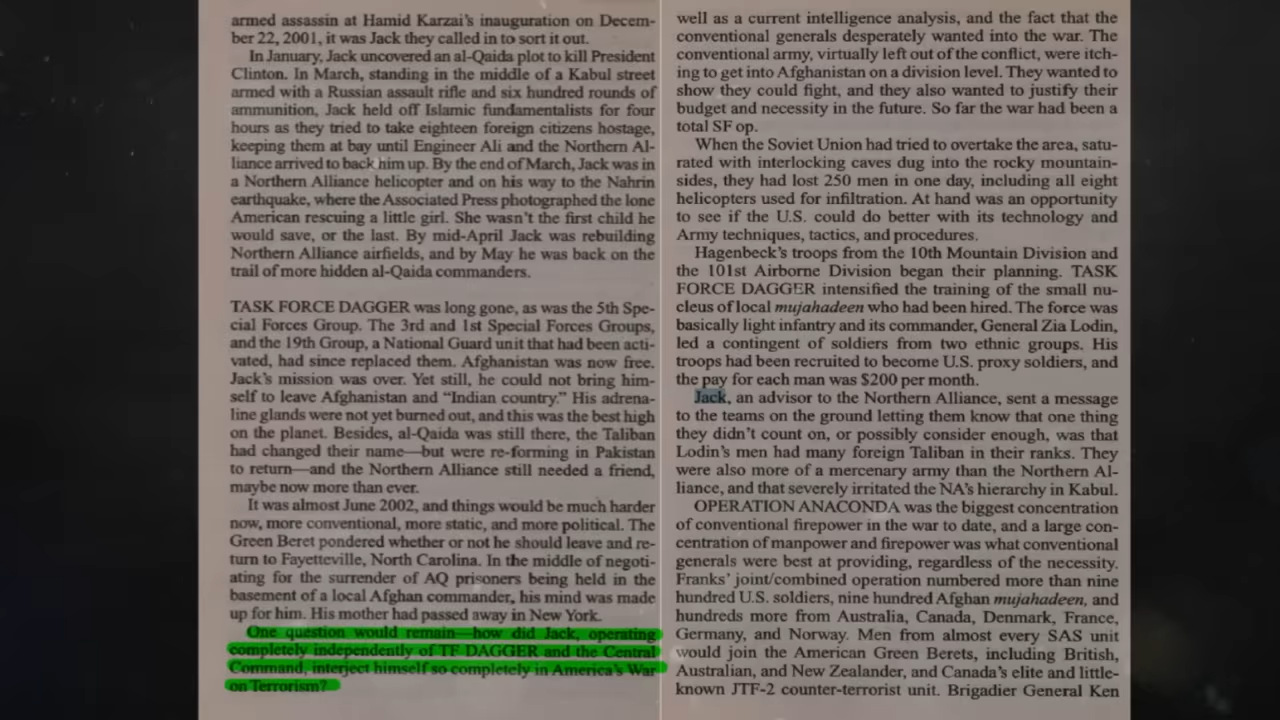 armed assassin at Hamid Karzai's inauguration on Decem-
ber 22, 2001, it was Jack they called in to sort it out.
In January, Jack uncovered an al-Qaida plot to kill President
Clinton. In March, standing in the middle of a Kabul street
armed with a Russian assault rifle and six hundred rounds of
ammunition, Jack held off Islamic fundamentalists for four
hours as they tried to take eighteen foreign citizens hostage,
keeping them at bay until Engineer Ali and the Northern Al-
liance arrived to back him up. By the end of March, Jack was in
a Northern Alliance helicopter and on his way to the Nahrin
earthquake, where the Associated Press photographed the lone
American rescuing a little girl. She wasn't the first child he
would save, or the last. By mid-April Jack was rebuilding
Northern Alliance airfields, and by May he was back on the
trail of more hidden al-Qaida commanders.
TASK FORCE DAGGER was long gone, as was the 5th Spe-
cial Forces Group. The 3rd and 1st Special Forces Groups,
and the 19th Group, a National Guard unit that had been acti-
vated, had since replaced them. Afghanistan was now free.
Jack's mission was over. Yet still, he could not bring him-
self to leave Afghanistan and "Indian country." His adrena-
line glands were not yet burned out, and this was the best high
on the planet. Besides, al-Qaida was still there, the Taliban
had changed their name—but were re-forming in Pakistan
to return—and the Northern Alliance still needed a friend,
maybe now more than ever.
It was almost June 2002, and things would be much harder
now, more conventional, more static, and more political. The
Green Beret pondered whether or not he should leave and re-
turn to Fayetteville, North Carolina. In the middle of negoti-
ating for the surrender of AQ prisoners being held in the
basement of a local Afghan commander, his mind was made
up for him. His mother had passed away in New York.
One question would remain—how did Jack, operating
completely independently of TF DAGGER and the Central
Command, interject himself so completely in America's War
on Terrorism?
well as a current intelligence analysis, and the fact that the
conventional generals desperately wanted into the war. The
conventional army, virtually left out of the conflict, were itch-
ing to get into Afghanistan on a division level. They wanted to
show they could fight, and they also wanted to justify their
budget and necessity in the future. So far the war had been a
total SF op.
When the Soviet Union had tried to overtake the area, satu-
rated with interlocking caves dug into the rocky mountain-
sides, they had lost 250 men in one day, including all eight
helicopters used for infiltration. At hand was an opportunity
to see if the U.S. could do better with its technology and
Army techniques, tactics, and procedures.
Hagenbeck's troops from the 10th Mountain Division and
the 101st Airborne Division began their planning. TASK
FORCE DAGGER intensified the training of the small nu-
cleus of local mujahadeen who had been hired. The force was
basically light infantry and its commander, General Zia Lodin,
led a contingent of soldiers from two ethnic groups. His
troops had been recruited to become U.S. proxy soldiers, and
the pay for each man was $200 per month.
Jack, an advisor to the Northern Alliance, sent a message
to the teams on the ground letting them know that one thing
they didn't count on, or possibly consider enough, was that
Lodin's men had many foreign Taliban in their ranks. They
were also more of a mercenary army than the Northern Al-
liance, and that severely irritated the NA's hierarchy in Kabul.
OPERATION ANACONDA was the biggest concentration
of conventional firepower in the war to date, and a large con-
centration of manpower and firepower was what conventional
generals were best at providing, regardless of the necessity.
Franks' joint/combined operation numbered more than nine
hundred U.S. soldiers, nine hundred Afghan mujahadeen, and
hundreds more from Australia, Canada, Denmark, France,
Germany, and Norway. Men from almost every SAS unit
would join the American Green Berets, including British,
Australian, and New Zealander, and Canada's elite and little-
known JTF-2 counter-terrorist unit. Brigadier General Ken